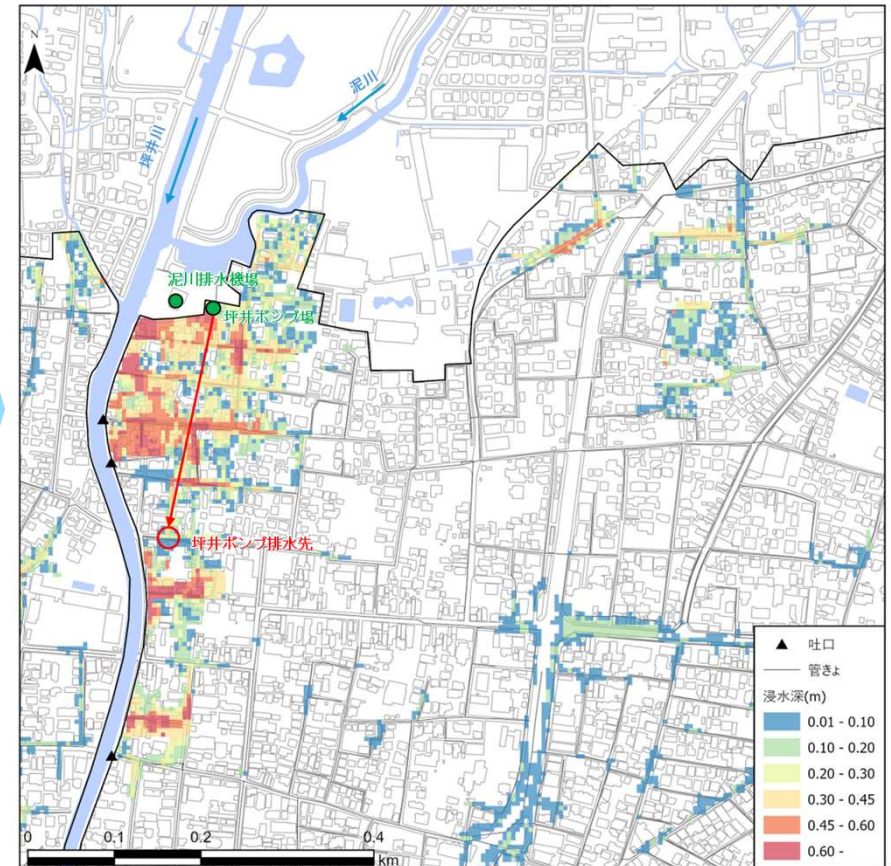 N
坪井川
泥川
泥川排水機場
坪井ポンプ場
坪井ポンプ排水先
吐口
管きょ
浸水深(m)
0.01 - 0.10
0.10 - 0.20
0.20 - 0.30
0.30 - 0.45
0.45 - 0.60
0.60 -
0 0.1 0.2 0.4
km